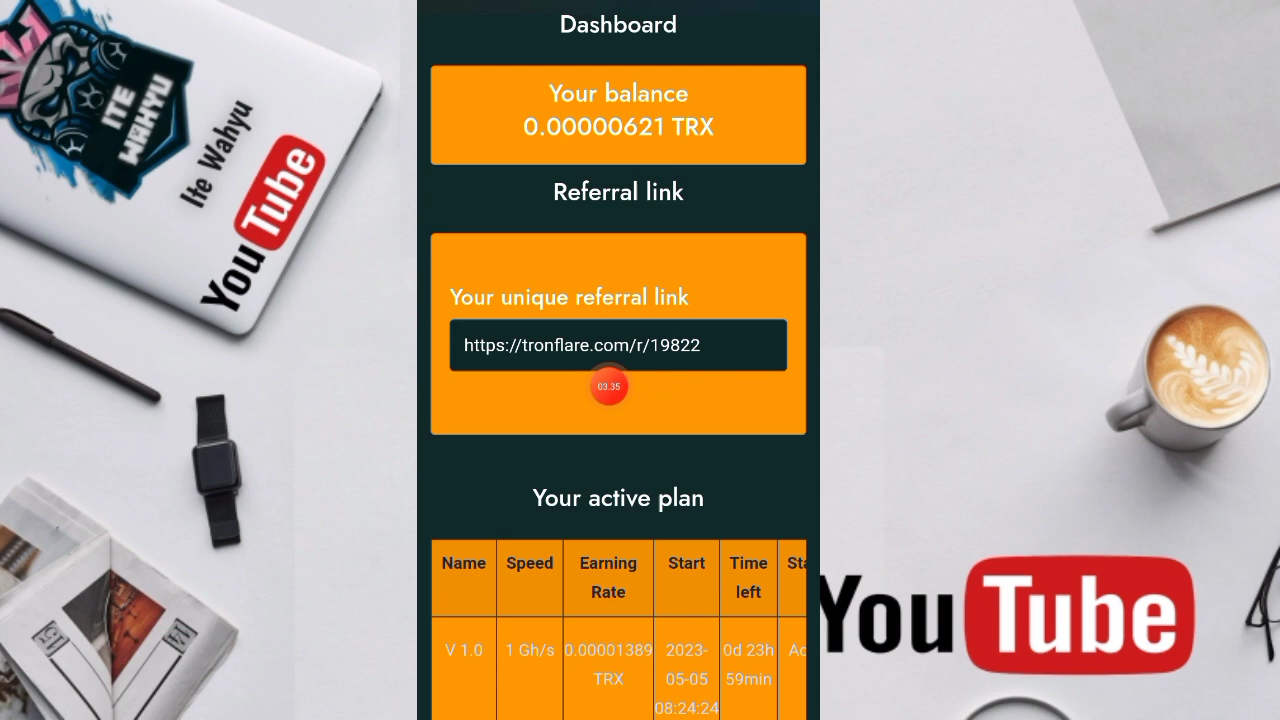 ITE
WAHYU
Ite Wahyu
YouTube
Dashboard
Your balance
0.00000621 TRX
Referral link
Your unique referral link
https://tronflare.com/r/19822
03.35
Your active plan
Name Speed Earning Rate Start Time left
V 1.0 1 Gh/s 0.00001389 TRX 2023-05-05 08:24:24 0d 23h 59min
YouTube